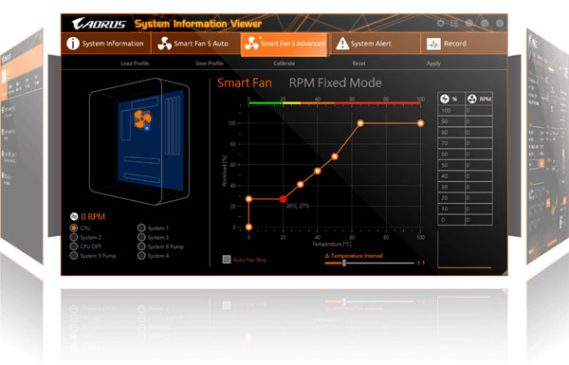 AORUS System Information Viewer
System Information Smart Fan 5 Auto Smart Fan 5 Advanced System Alert Record
Load Profile Save Profile Calibrate Reset Apply
Smart Fan RPM Fixed Mode
0 20 40 60 80 100
% RPM
100 0
90 0
80 0
70 0
60 0
50 0
40 0
30 0
20 0
10 0
0 0
Workload [%]
100
80
60
40
20
0
20°C, 27%
0 20 40 60 80 100
Temperature [°C]
0 RPM
CPU System 1
System 2 System 3
CPU OPT System 6 Pump
System 5 Pump System 4
Auto Fan Stop
Δ-Temperature Interval
± 1